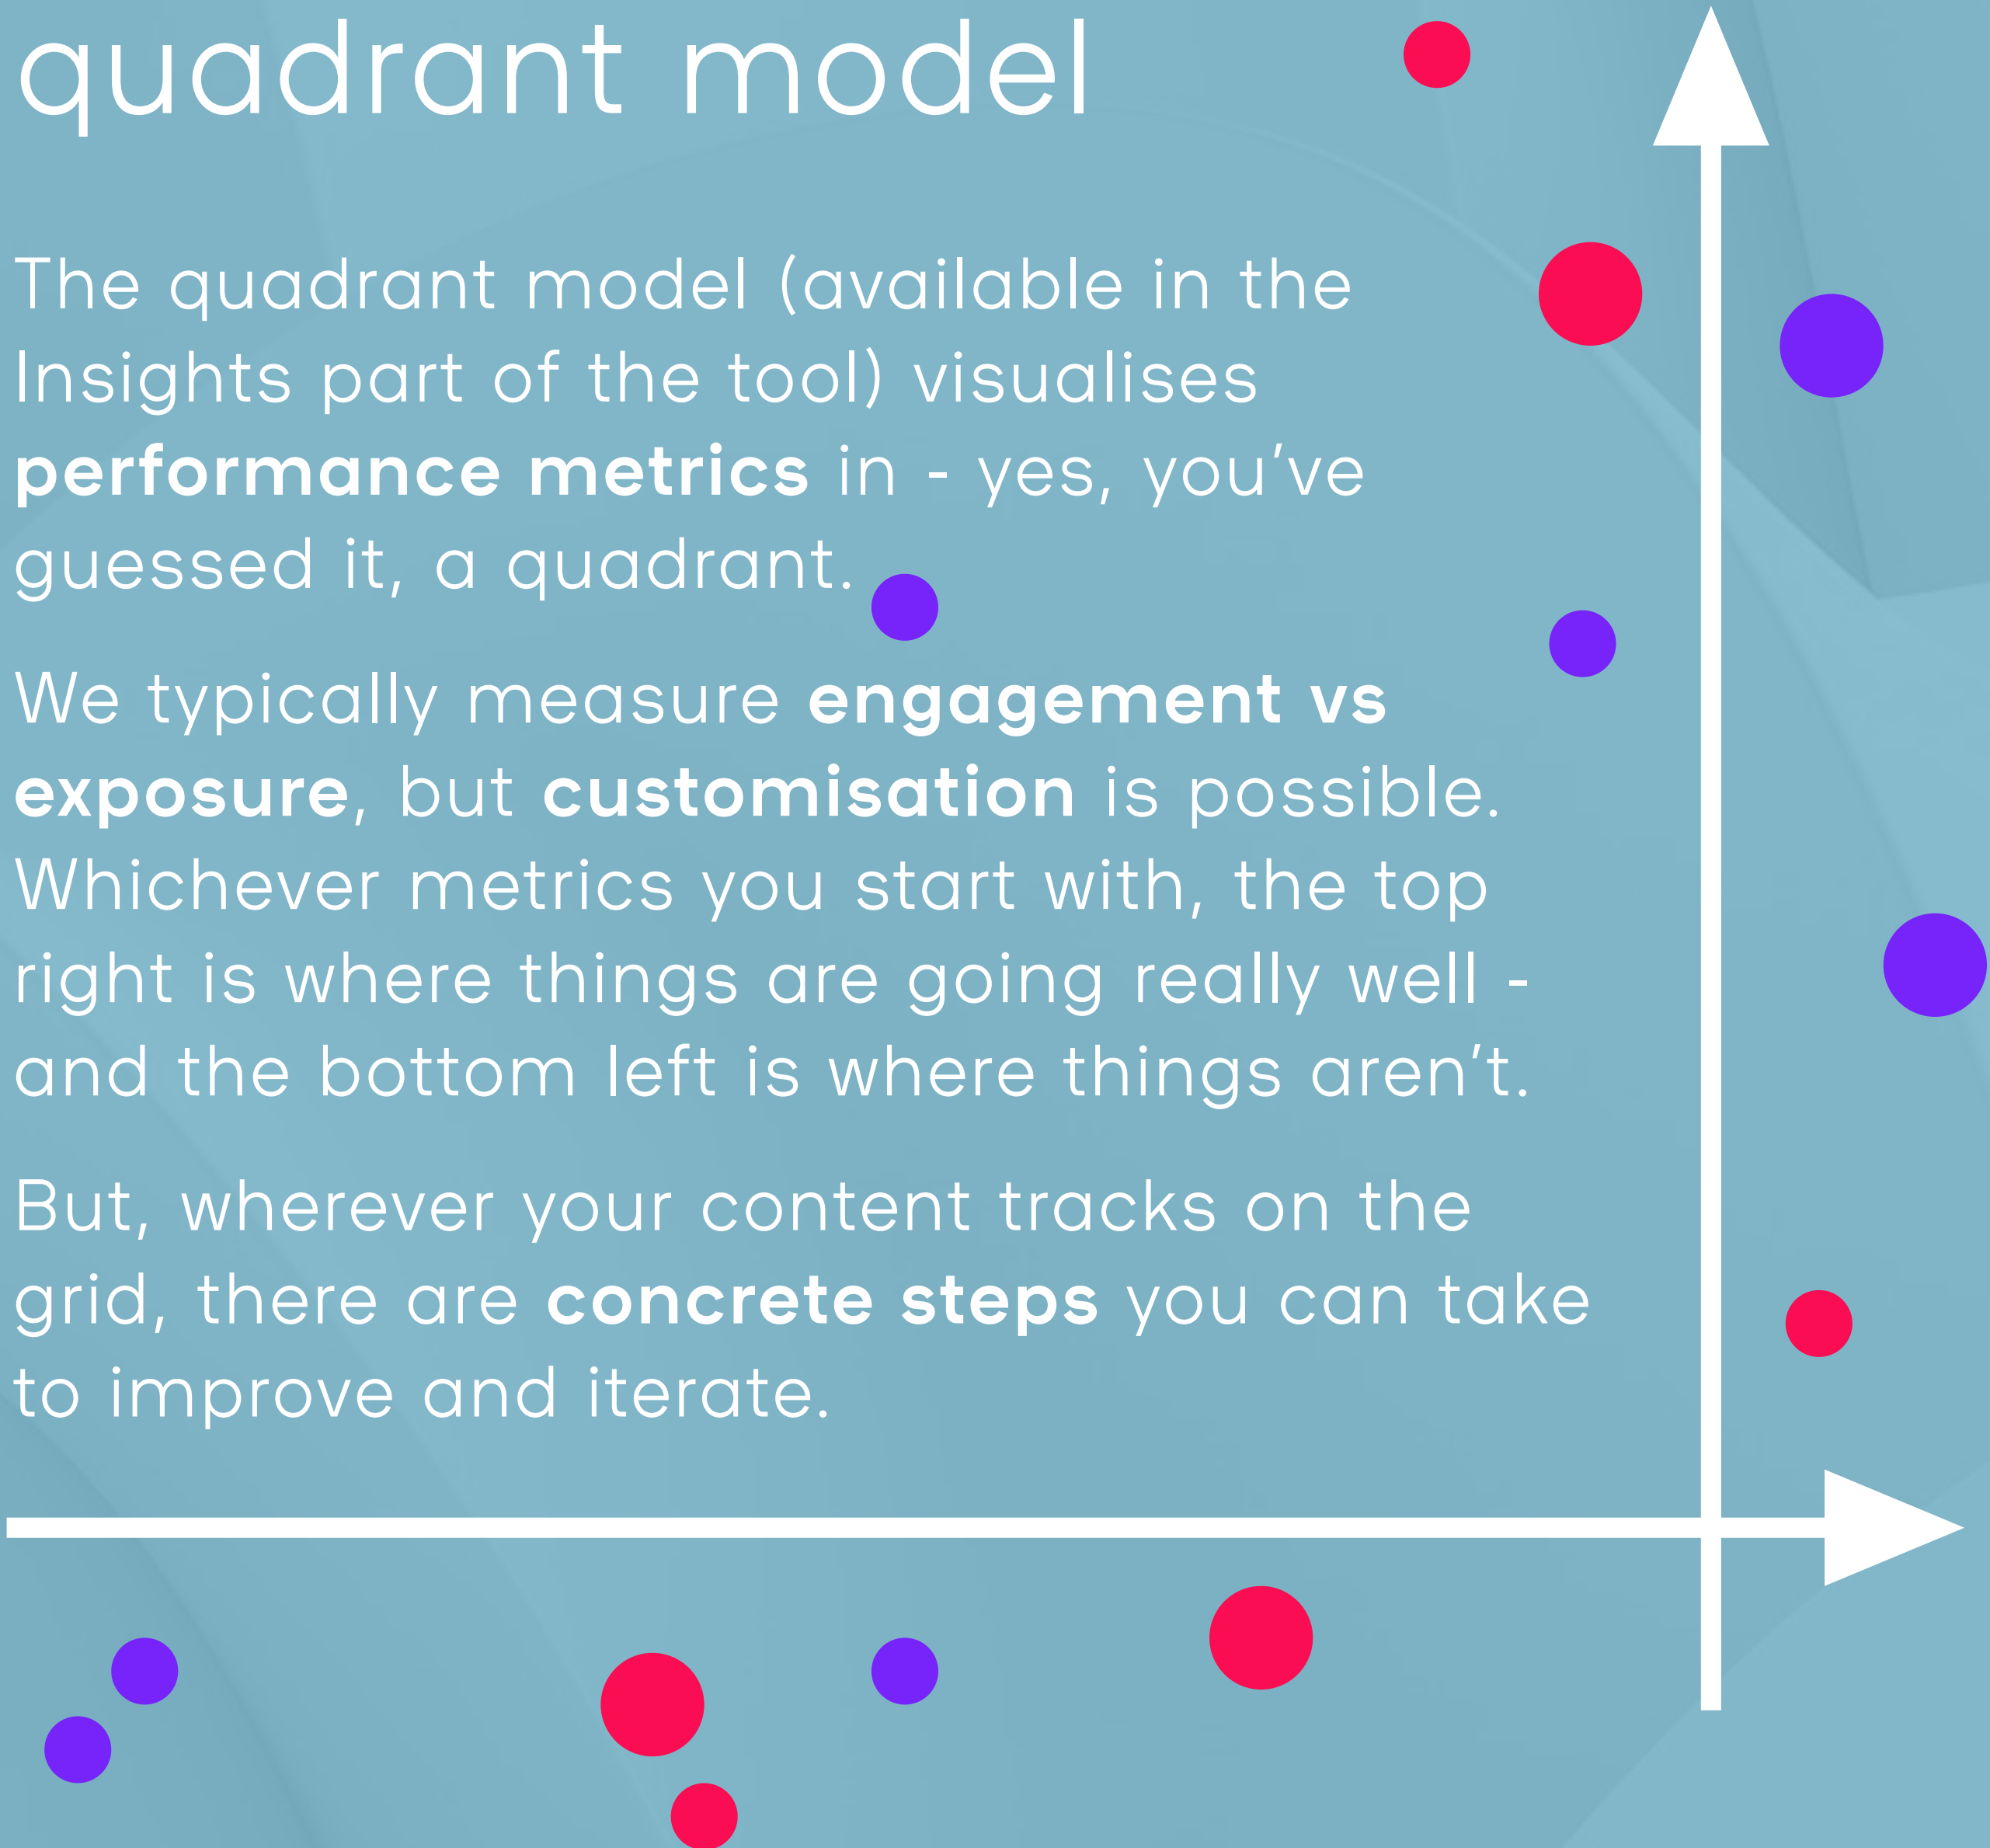 quadrant model
The quadrant model (available in the
Insights part of the tool) visualises
performance metrics in - yes, you've
guessed it, a quadrant.
We typically measure engagement vs
exposure, but customisation is possible.
Whichever metrics you start with, the top
right is where things are going really well -
and the bottom left is where things aren't.
But, wherever your content tracks on the
grid, there are concrete steps you can take
to improve and iterate.